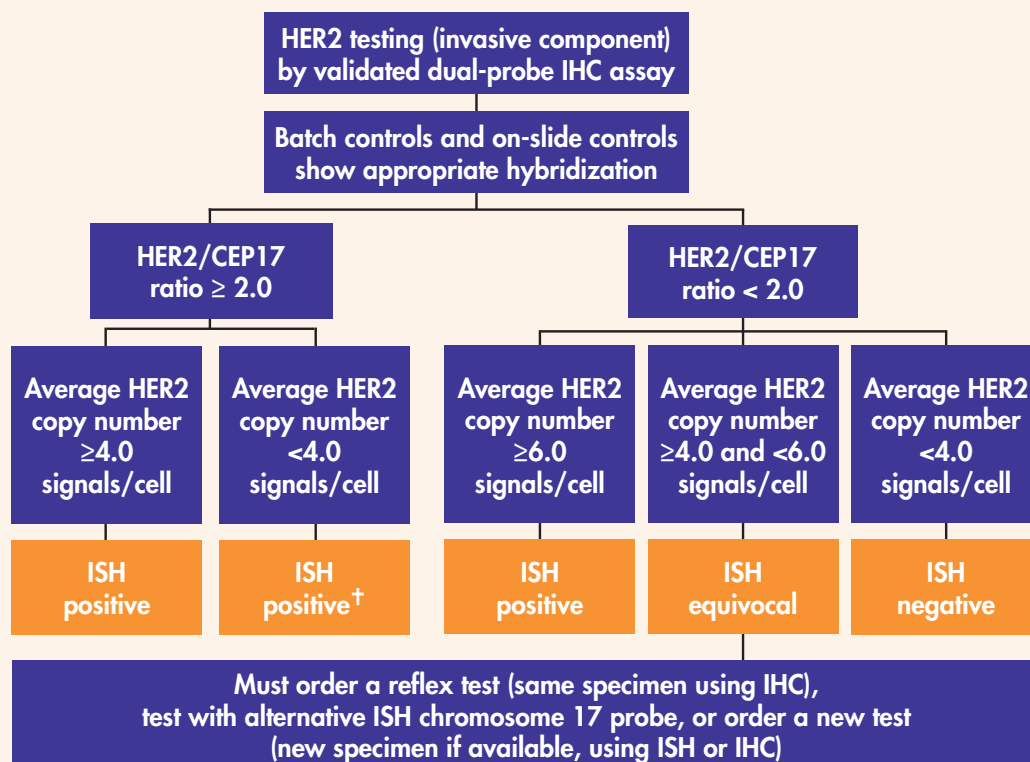 HER2 testing (invasive component)
by validated dual-probe IHC assay
Batch controls and on-slide controls
show appropriate hybridization
HER2/CEP17
ratio ≥ 2.0
HER2/CEP17
ratio < 2.0
Average HER2
copy number
≥4.0
signals/cell
Average HER2
copy number
<4.0
signals/cell
Average HER2
copy number
≥6.0
signals/cell
Average HER2
copy number
≥4.0 and <6.0
signals/cell
Average HER2
copy number
<4.0
signals/cell
ISH
positive
ISH
positive†
ISH
positive
ISH
equivocal
ISH
negative
Must order a reflex test (same specimen using IHC),
test with alternative ISH chromosome 17 probe, or order a new test
(new specimen if available, using ISH or IHC)